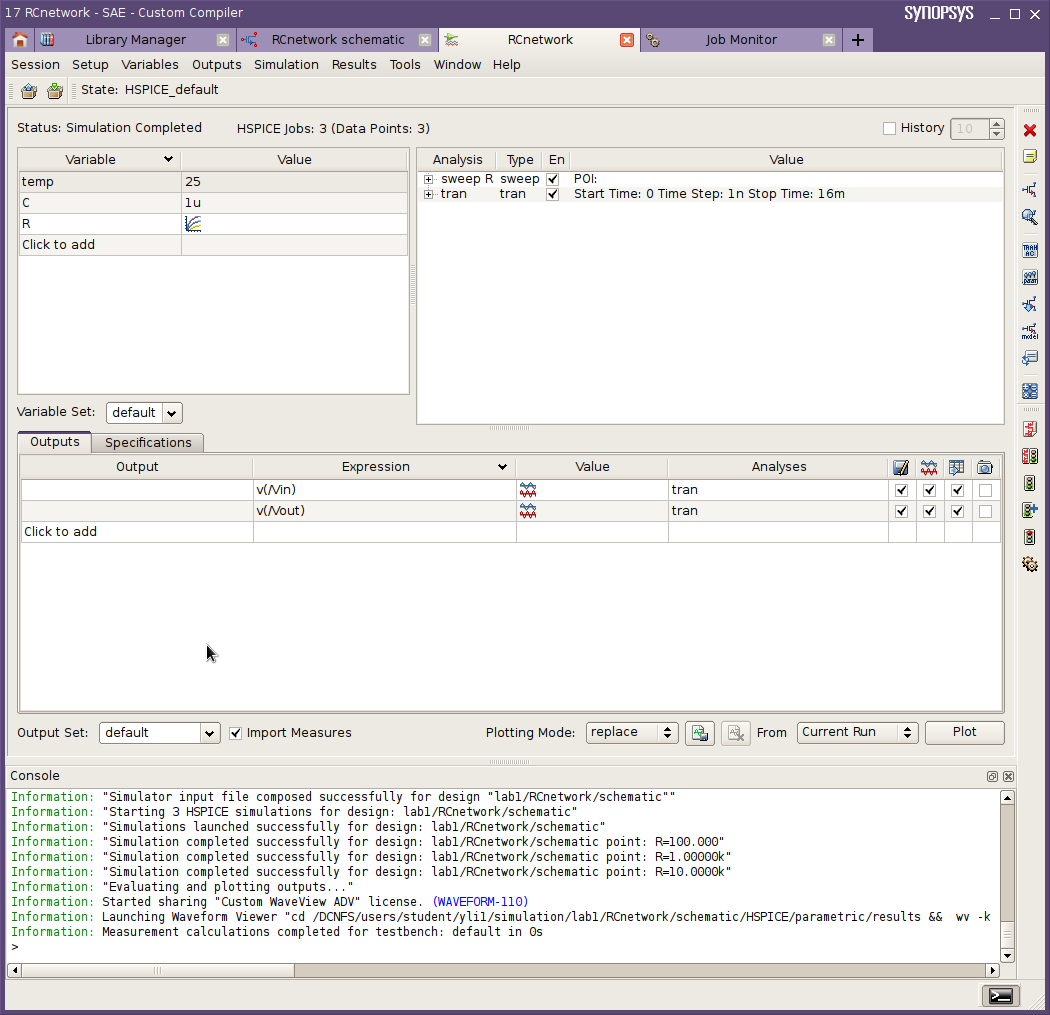 17 RCnetwork - SAE - Custom Compiler
SYNOPSYS
Library Manager
RCnetwork schematic
RCnetwork
Job Monitor
Session Setup Variables Outputs Simulation Results Tools Window Help
State: HSPICE_default
Status: Simulation Completed HSPICE Jobs: 3 (Data Points: 3)
History 10
Variable Value
temp 25
C 1u
R
Click to add
Analysis Type En Value
sweep R sweep POI:
tran tran Start Time: 0 Time Step: 1n Stop Time: 16m
Variable Set: default
Outputs Specifications
Output Expression Value Analyses
v(/Vin) tran
v(/Vout) tran
Click to add
Output Set: default Import Measures Plotting Mode: replace From Current Run Plot
Console
Information: "Simulator input file composed successfully for design "lab1/RCnetwork/schematic""
Information: "Starting 3 HSPICE simulations for design: lab1/RCnetwork/schematic"
Information: "Simulations launched successfully for design: lab1/RCnetwork/schematic"
Information: "Simulation completed successfully for design: lab1/RCnetwork/schematic point: R=100.000"
Information: "Simulation completed successfully for design: lab1/RCnetwork/schematic point: R=1.00000k"
Information: "Simulation completed successfully for design: lab1/RCnetwork/schematic point: R=10.0000k"
Information: "Evaluating and plotting outputs..."
Information: Started sharing "Custom WaveView ADV" license. (WAVEFORM-110)
Information: Launching Waveform Viewer "cd /DCNFS/users/student/yli1/simulation/lab1/RCnetwork/schematic/HSPICE/parametric/results && wv -k
Information: Measurement calculations completed for testbench: default in 0s
>